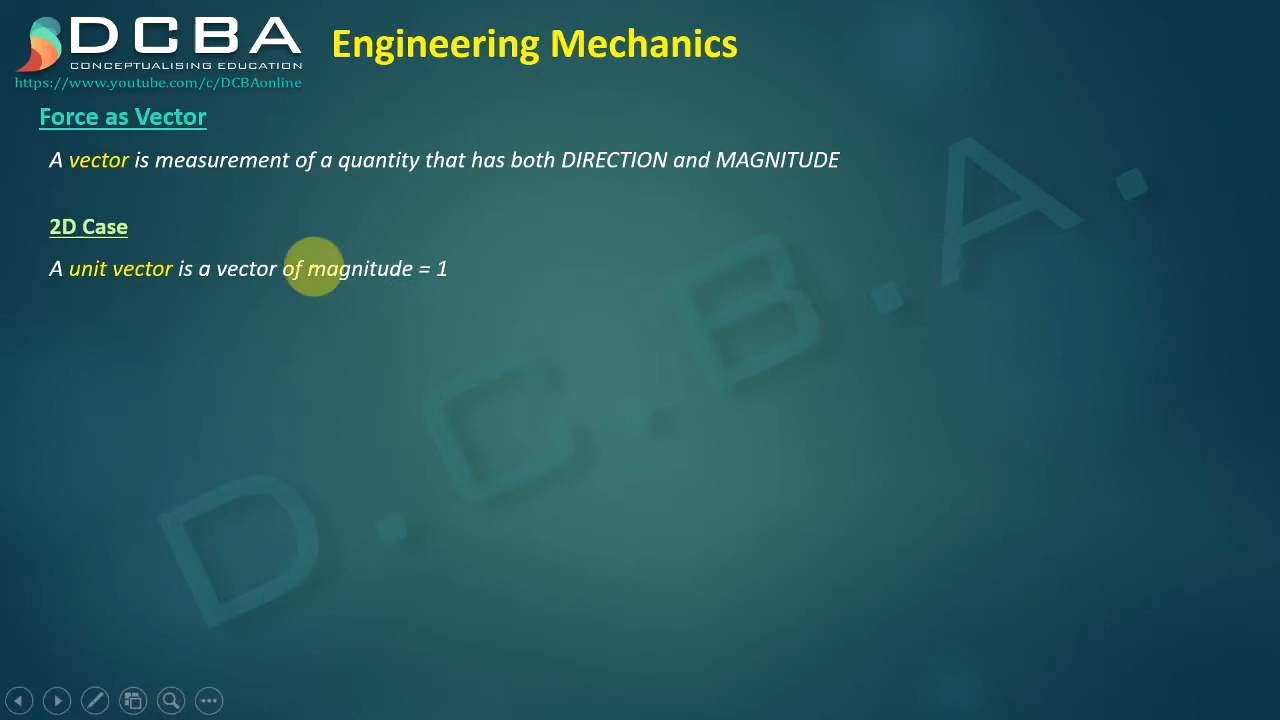 DCBA
CONCEPTUALISING EDUCATION
https://www.youtube.com/c/DCBAonline
Engineering Mechanics
Force as Vector
A vector is measurement of a quantity that has both DIRECTION and MAGNITUDE
2D Case
A unit vector is a vector of magnitude = 1
D.C.B.A.